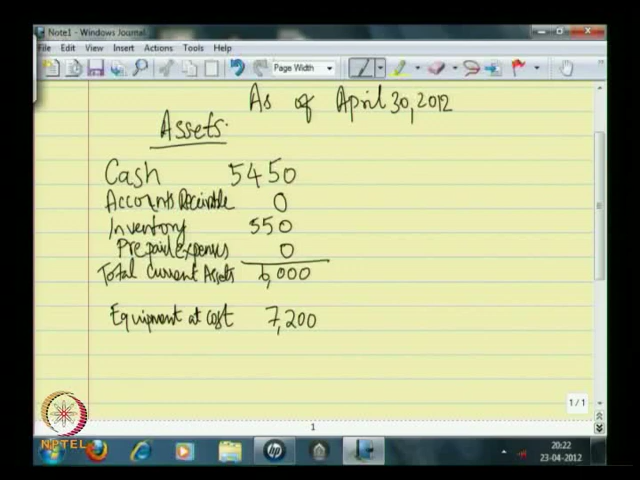 Note1 - Windows Journal
File Edit View Insert Actions Tools Help
Page Width
As of April 30, 2012
Assets
Cash 5450
Accounts Receivable 0
Inventory 550
Prepaid expenses 0
Total Current Assets 6,000
Equipment at cost 7,200
1/1
1
NPTEL
hp
20:22
23-04-2012